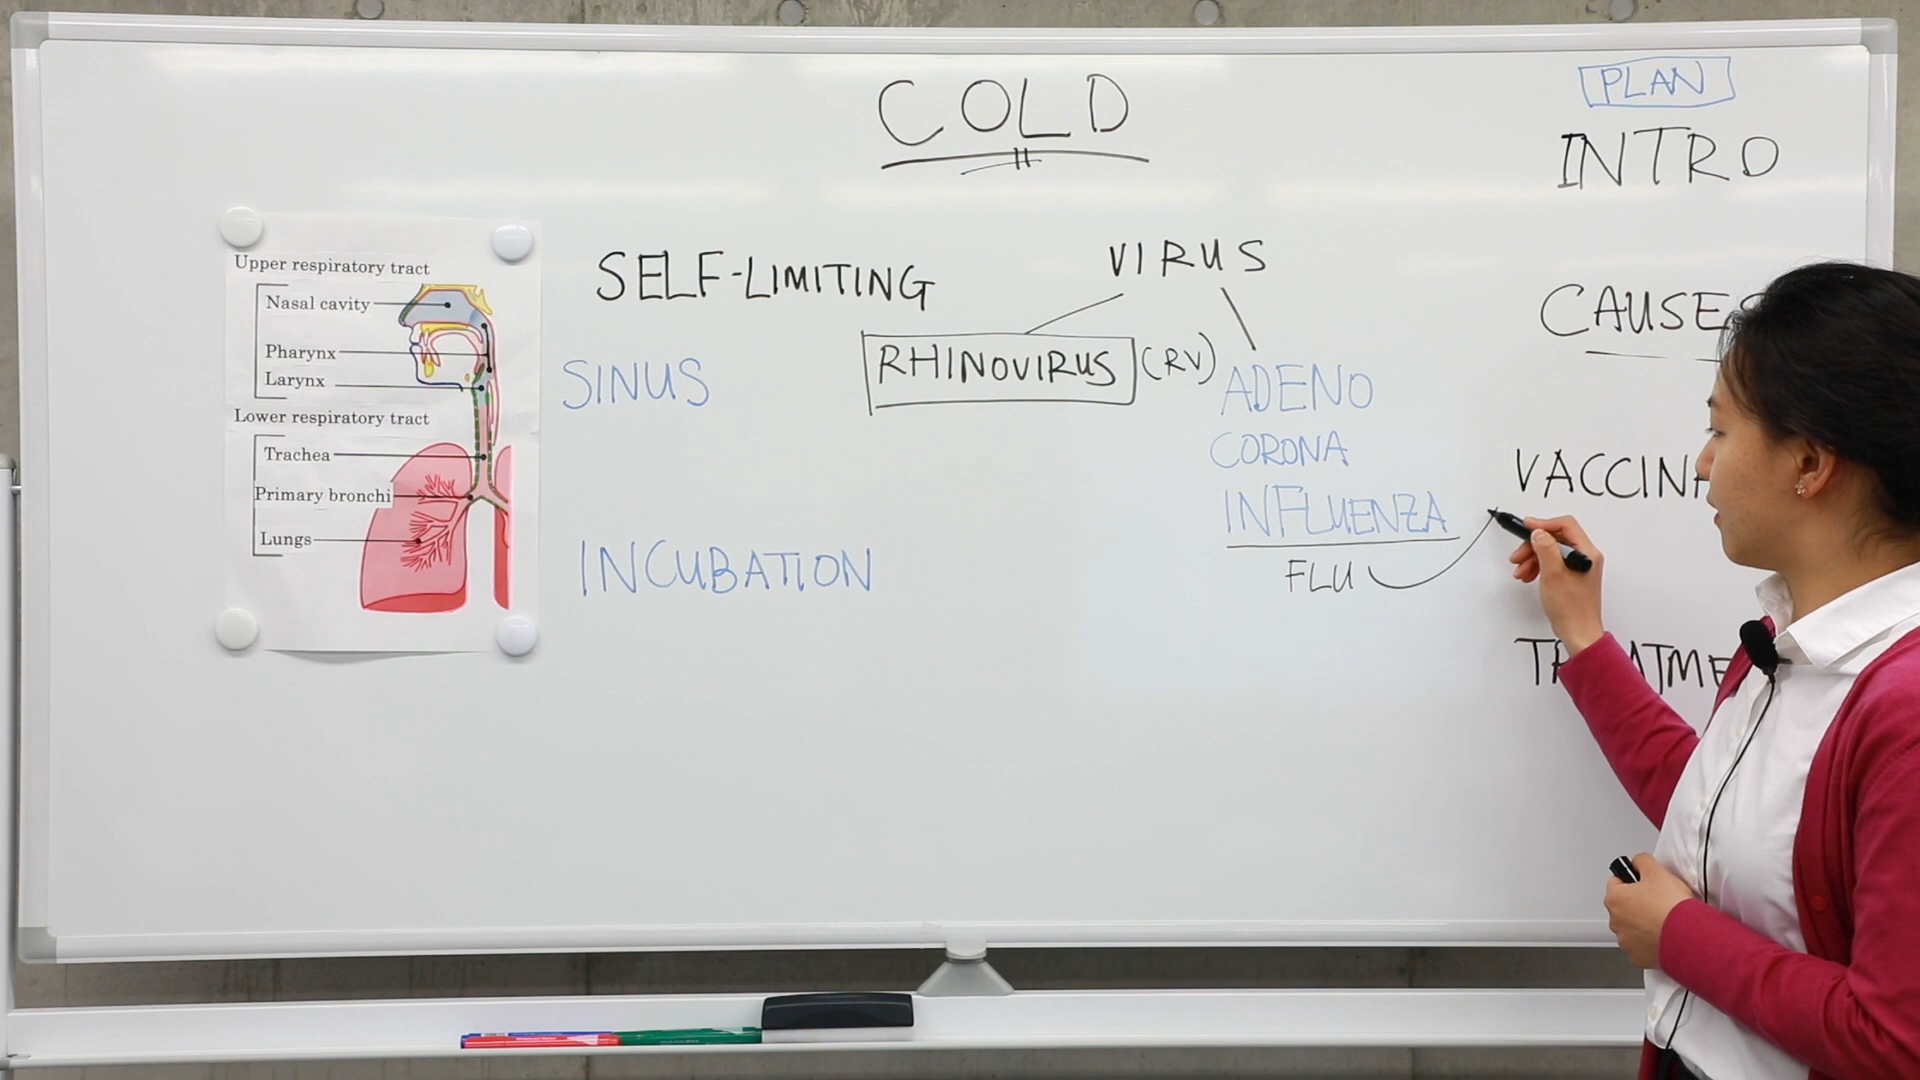 COLD
PLAN
INTRO
Upper respiratory tract
Nasal cavity
Pharynx
Larynx
Lower respiratory tract
Trachea
Primary bronchi
Lungs
SELF-LIMITING
SINUS
INCUBATION
VIRUS
RHINOVIRUS (RV)
ADENO
CORONA
INFLUENZA
FLU
CAUSES